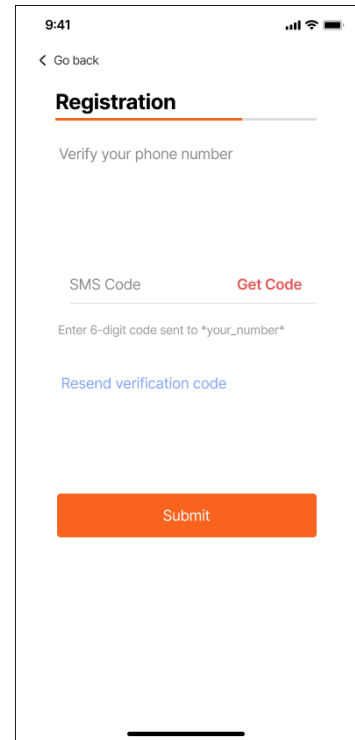 9:41
Go back
Registration
Verify your phone number
SMS Code Get Code
Enter 6-digit code sent to *your_number*
Resend verification code
Submit